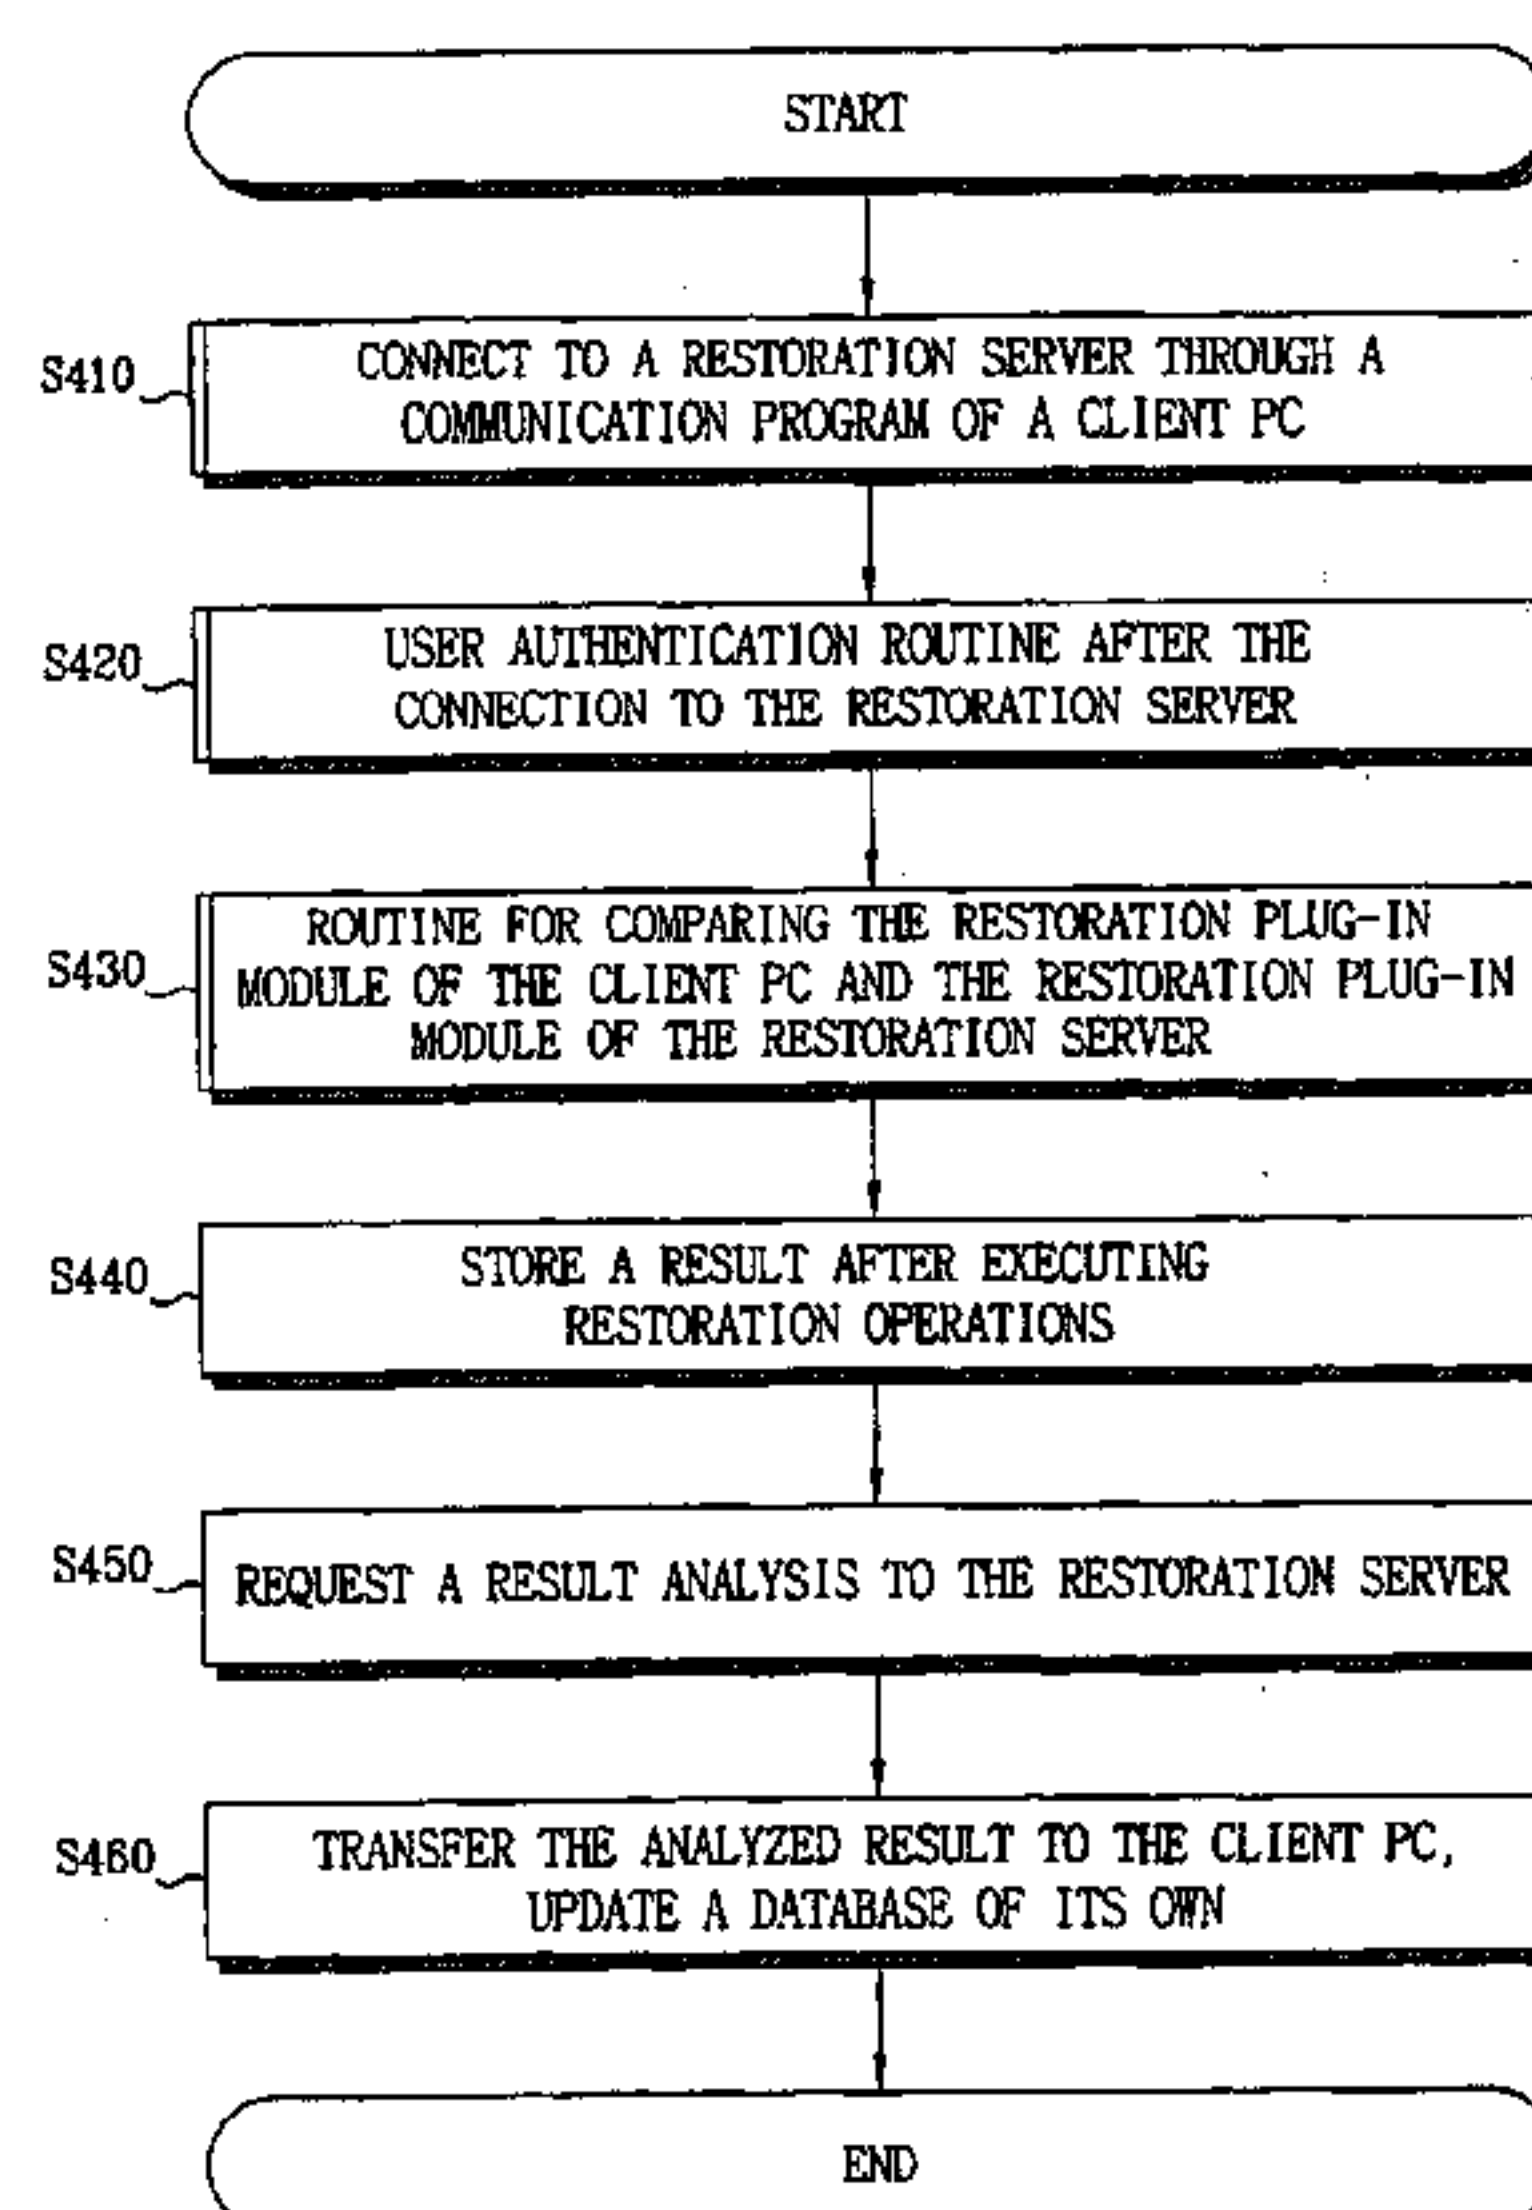 START
S410
CONNECT TO A RESTORATION SERVER THROUGH A
COMMUNICATION PROGRAM OF A CLIENT PC
S420
USER AUTHENTICATION ROUTINE AFTER THE
CONNECTION TO THE RESTORATION SERVER
S430
ROUTINE FOR COMPARING THE RESTORATION PLUG-IN
MODULE OF THE CLIENT PC AND THE RESTORATION PLUG-IN
MODULE OF THE RESTORATION SERVER
S440
STORE A RESULT AFTER EXECUTING
RESTORATION OPERATIONS
S450
REQUEST A RESULT ANALYSIS TO THE RESTORATION SERVER
S460
TRANSFER THE ANALYZED RESULT TO THE CLIENT PC,
UPDATE A DATABASE OF ITS OWN
END